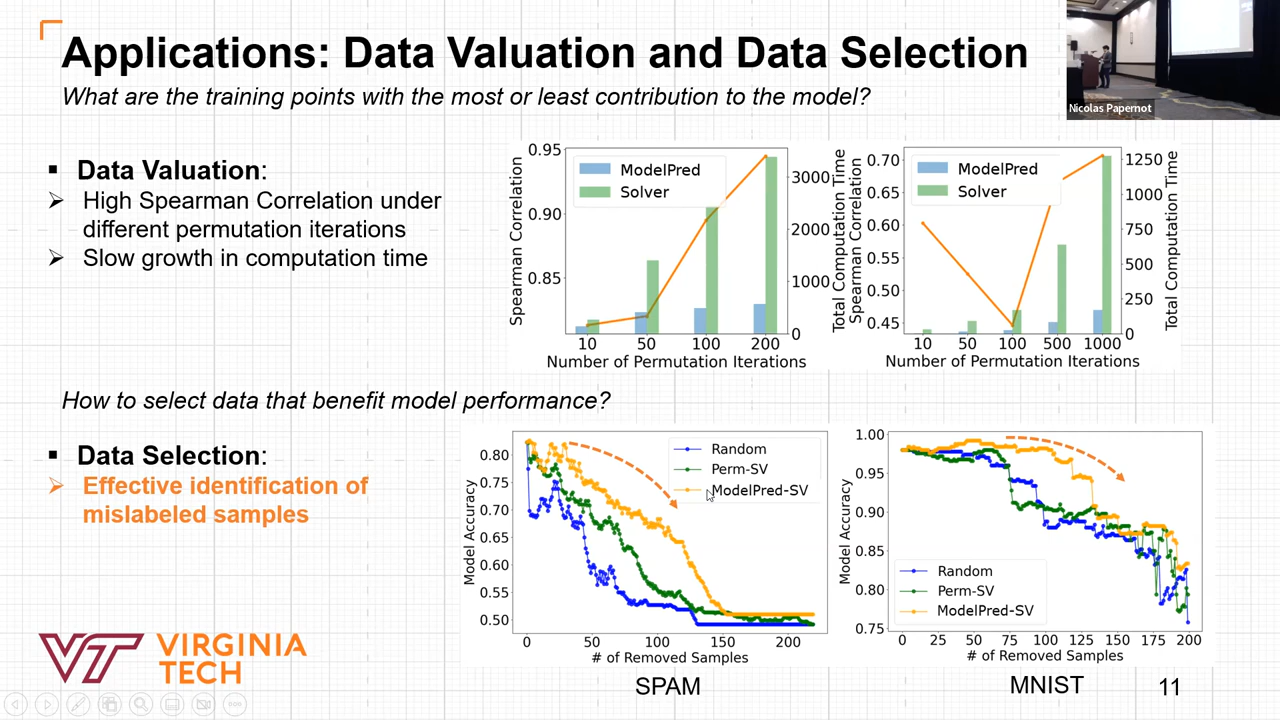 Applications: Data Valuation and Data Selection
What are the training points with the most or least contribution to the model?
Nicolas Papernot
▪ Data Valuation:
➢ High Spearman Correlation under
different permutation iterations
➢ Slow growth in computation time
0.95
0.90
0.85
Spearman Correlation
ModelPred
Solver
3000
2000
1000
0
Total Computation Time
10 50 100 200
Number of Permutation Iterations
0.70
0.65
0.60
0.55
0.50
0.45
Spearman Correlation
ModelPred
Solver
1250
1000
750
500
250
0
Total Computation Time
10 50 100 500 1000
Number of Permutation Iterations
How to select data that benefit model performance?
▪ Data Selection:
➢ Effective identification of
mislabeled samples
0.80
0.75
0.70
0.65
0.60
0.55
0.50
Model Accuracy
Random
Perm-SV
ModelPred-SV
0 50 100 150 200
# of Removed Samples
SPAM
1.00
0.95
0.90
0.85
0.80
0.75
Model Accuracy
Random
Perm-SV
ModelPred-SV
0 25 50 75 100 125 150 175 200
# of Removed Samples
MNIST
VT VIRGINIA
TECH
11